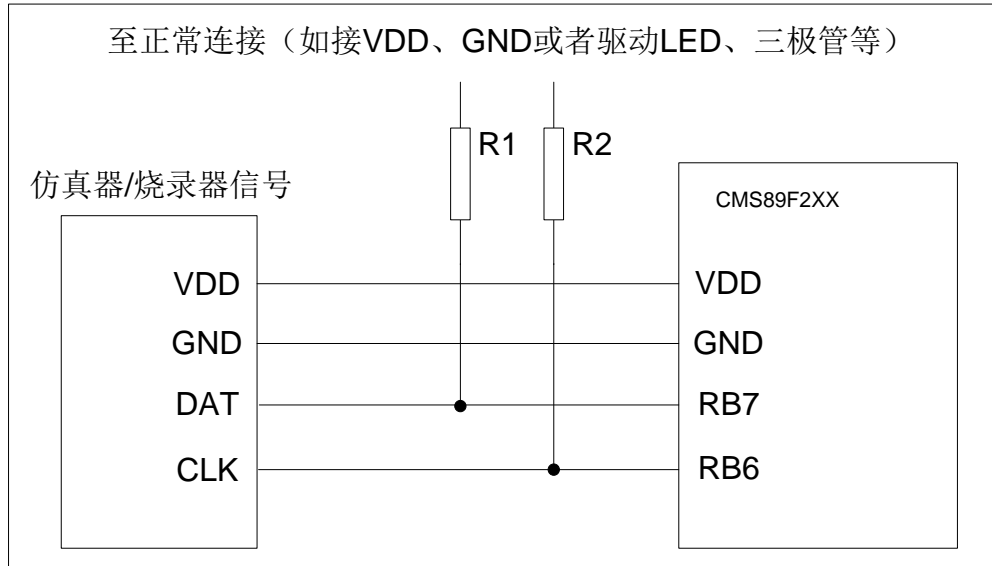 至正常连接（如接VDD、GND或者驱动LED、三极管等）
R1
R2
仿真器/烧录器信号
CMS89F2XX
VDD
VDD
GND
GND
DAT
RB7
CLK
RB6